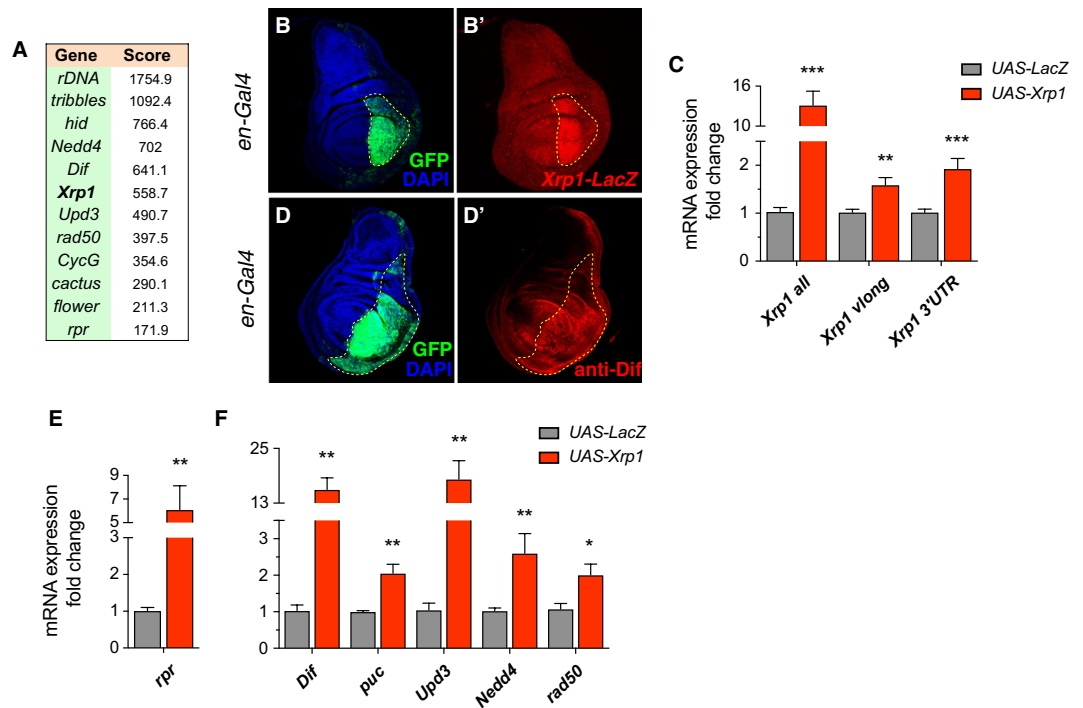 A
Gene Score
rDNA 1754.9
tribbles 1092.4
hid 766.4
Nedd4 702
Dif 641.1
Xrp1 558.7
Upd3 490.7
rad50 397.5
CycG 354.6
cactus 290.1
flower 211.3
rpr 171.9
B
en-Gal4
GFP
DAPI
B'
Xrp1-LacZ
D
en-Gal4
GFP
DAPI
D'
anti-Dif
C
UAS-LacZ
UAS-Xrp1
mRNA expression
fold change
16
10
2
1
0
*** ** ***
Xrp1 all Xrp1 vlong Xrp1 3'UTR
E
mRNA expression
fold change
9
7
5
3
2
1
0
**
rpr
F
UAS-LacZ
UAS-Xrp1
25
13
3
2
1
0
** ** ** ** *
Dif puc Upd3 Nedd4 rad50